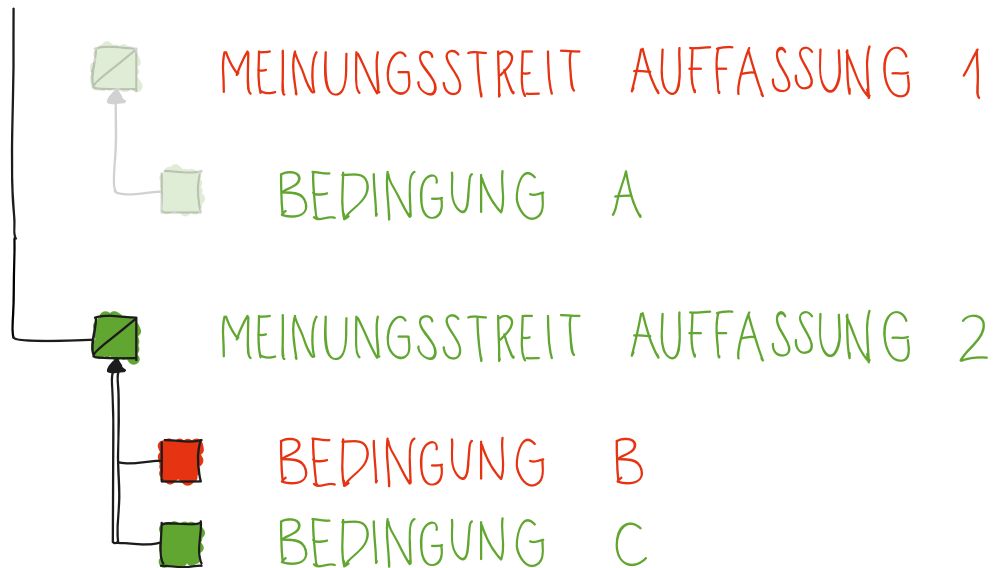 MEINUNGSSTREIT AUFFASSUNG 1
BEDINGUNG A
MEINUNGSSTREIT AUFFASSUNG 2
BEDINGUNG B
BEDINGUNG C